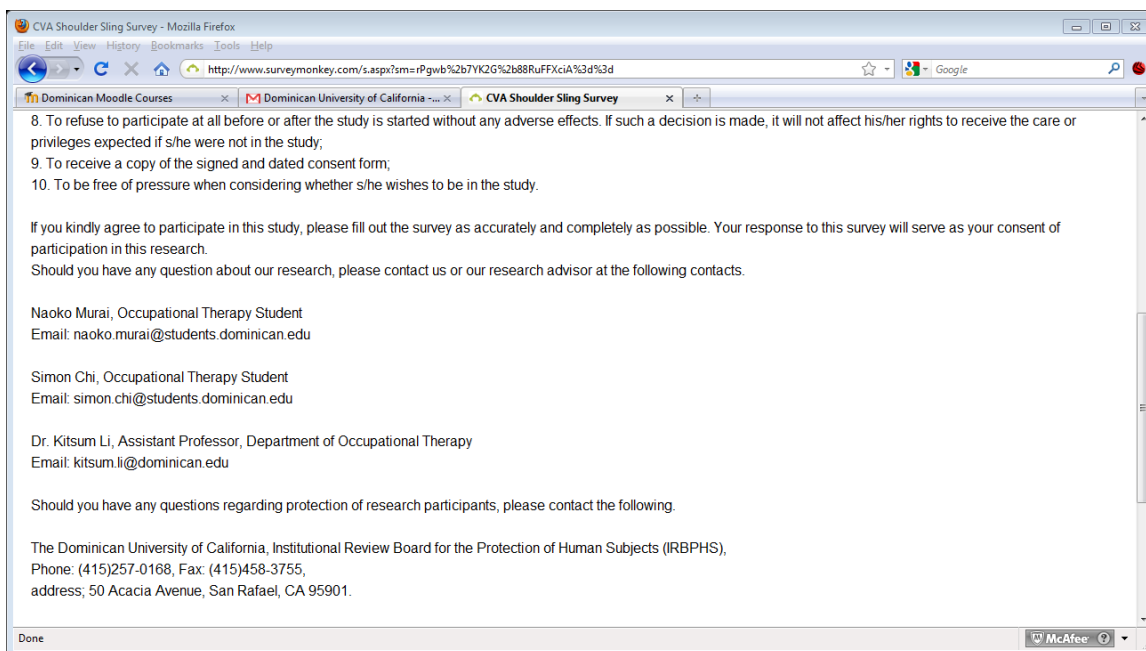 CVA Shoulder Sling Survey - Mozilla Firefox
File Edit View History Bookmarks Tools Help
http://www.surveymonkey.com/s.aspx?sm=rPgwb%2b7YK2G%2b88RuFFXciA%3d%3d
Google
Dominican Moodle Courses
Dominican University of California -...
CVA Shoulder Sling Survey
8. To refuse to participate at all before or after the study is started without any adverse effects. If such a decision is made, it will not affect his/her rights to receive the care or
privileges expected if s/he were not in the study;
9. To receive a copy of the signed and dated consent form;
10. To be free of pressure when considering whether s/he wishes to be in the study.
If you kindly agree to participate in this study, please fill out the survey as accurately and completely as possible. Your response to this survey will serve as your consent of
participation in this research.
Should you have any question about our research, please contact us or our research advisor at the following contacts.
Naoko Murai, Occupational Therapy Student
Email: naoko.murai@students.dominican.edu
Simon Chi, Occupational Therapy Student
Email: simon.chi@students.dominican.edu
Dr. Kitsum Li, Assistant Professor, Department of Occupational Therapy
Email: kitsum.li@dominican.edu
Should you have any questions regarding protection of research participants, please contact the following.
The Dominican University of California, Institutional Review Board for the Protection of Human Subjects (IRBPHS),
Phone: (415)257-0168, Fax: (415)458-3755,
address; 50 Acacia Avenue, San Rafael, CA 95901.
Done
McAfee